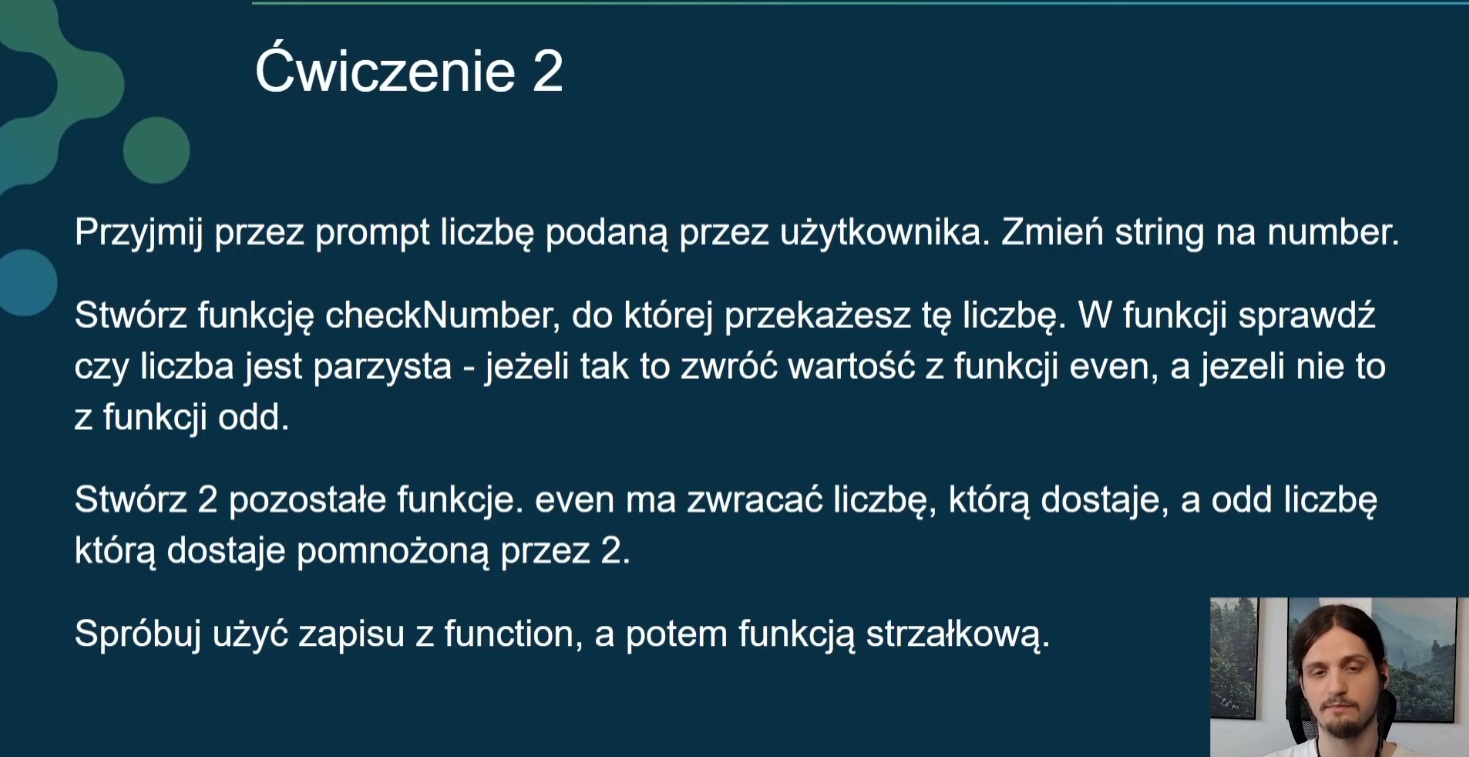 Ćwiczenie 2
Przyjmij przez prompt liczbę podaną przez użytkownika. Zmień string na number.
Stwórz funkcję checkNumber, do której przekażesz tę liczbę. W funkcji sprawdź
czy liczba jest parzysta - jeżeli tak to zwróć wartość z funkcji even, a jezeli nie to
z funkcji odd.
Stwórz 2 pozostałe funkcje. even ma zwracać liczbę, którą dostaje, a odd liczbę
którą dostaje pomnożoną przez 2.
Spróbuj użyć zapisu z function, a potem funkcją strzałkową.